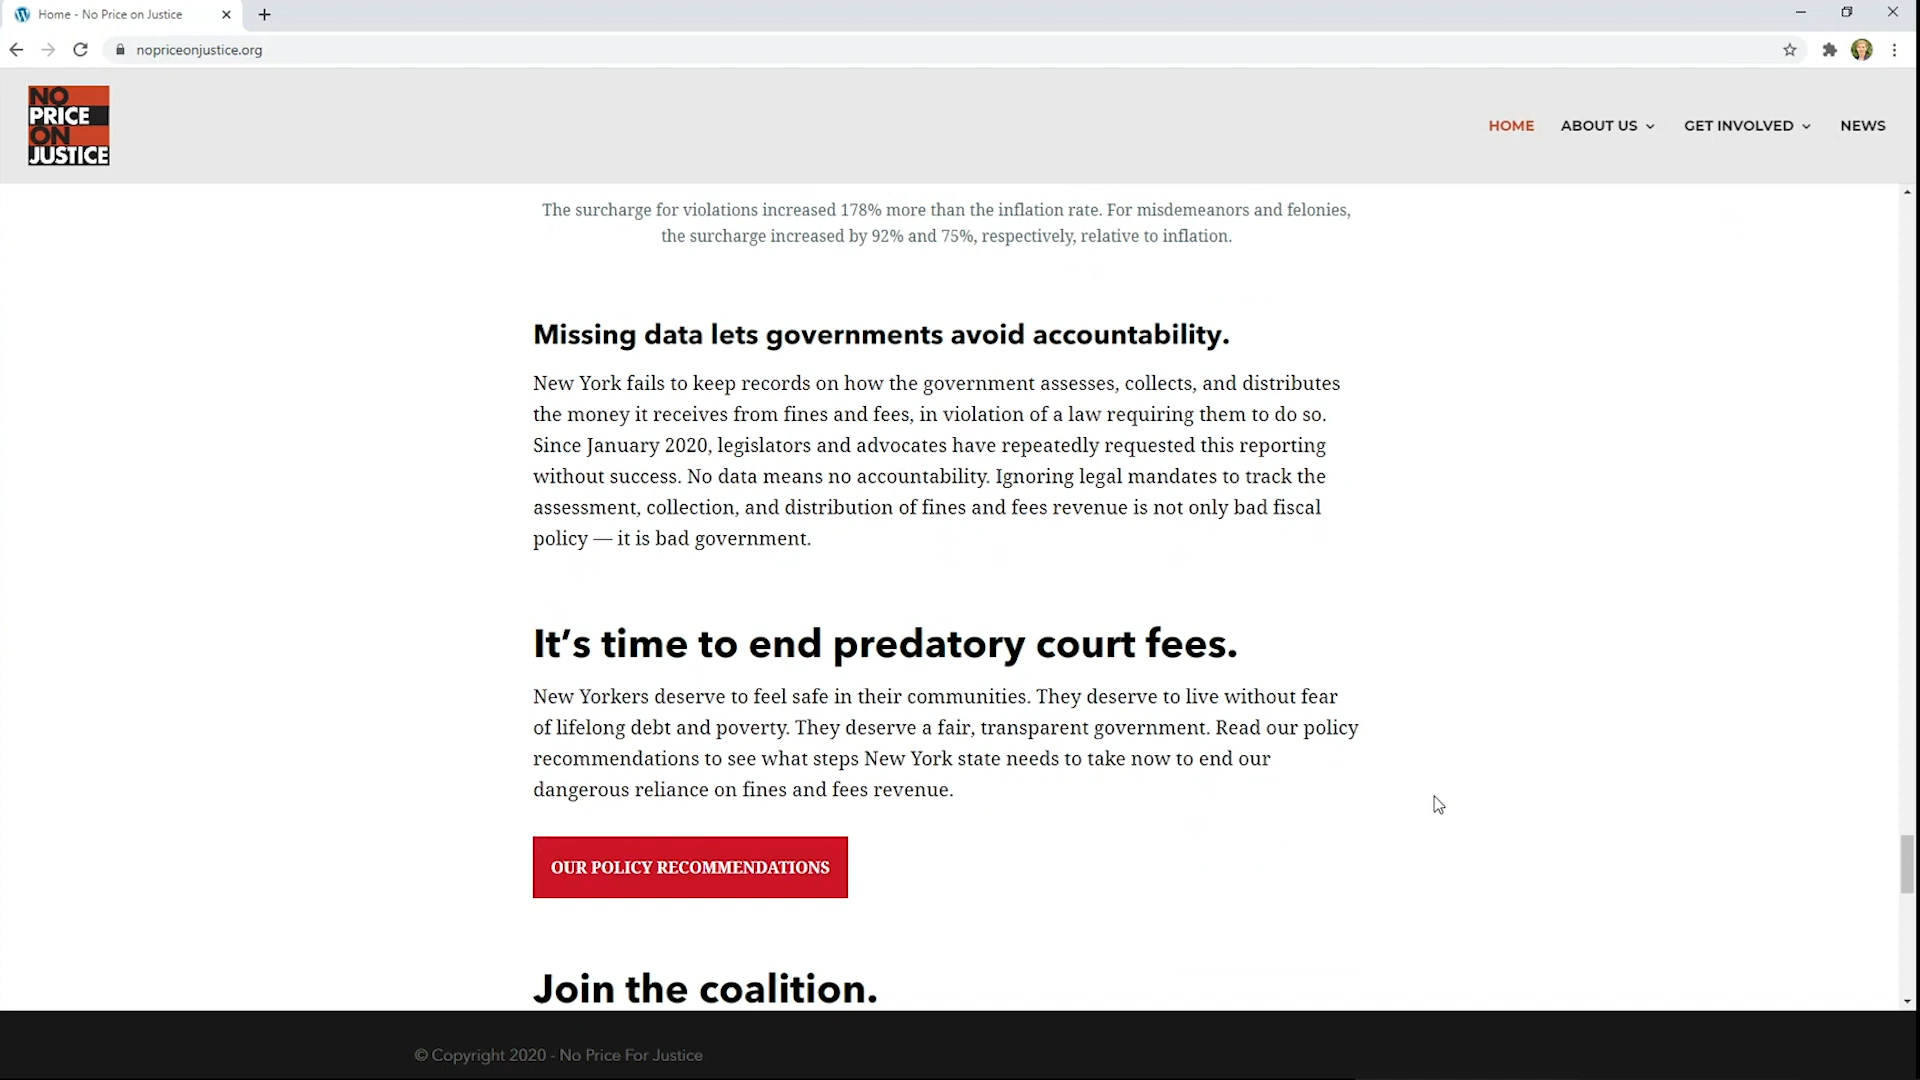 Home - No Price on Justice
nopriceonjustice.org
NO
PRICE
ON
JUSTICE
HOME ABOUT US GET INVOLVED NEWS
The surcharge for violations increased 178% more than the inflation rate. For misdemeanors and felonies,
the surcharge increased by 92% and 75%, respectively, relative to inflation.
Missing data lets governments avoid accountability.
New York fails to keep records on how the government assesses, collects, and distributes
the money it receives from fines and fees, in violation of a law requiring them to do so.
Since January 2020, legislators and advocates have repeatedly requested this reporting
without success. No data means no accountability. Ignoring legal mandates to track the
assessment, collection, and distribution of fines and fees revenue is not only bad fiscal
policy — it is bad government.
It’s time to end predatory court fees.
New Yorkers deserve to feel safe in their communities. They deserve to live without fear
of lifelong debt and poverty. They deserve a fair, transparent government. Read our policy
recommendations to see what steps New York state needs to take now to end our
dangerous reliance on fines and fees revenue.
OUR POLICY RECOMMENDATIONS
Join the coalition.
© Copyright 2020 - No Price For Justice